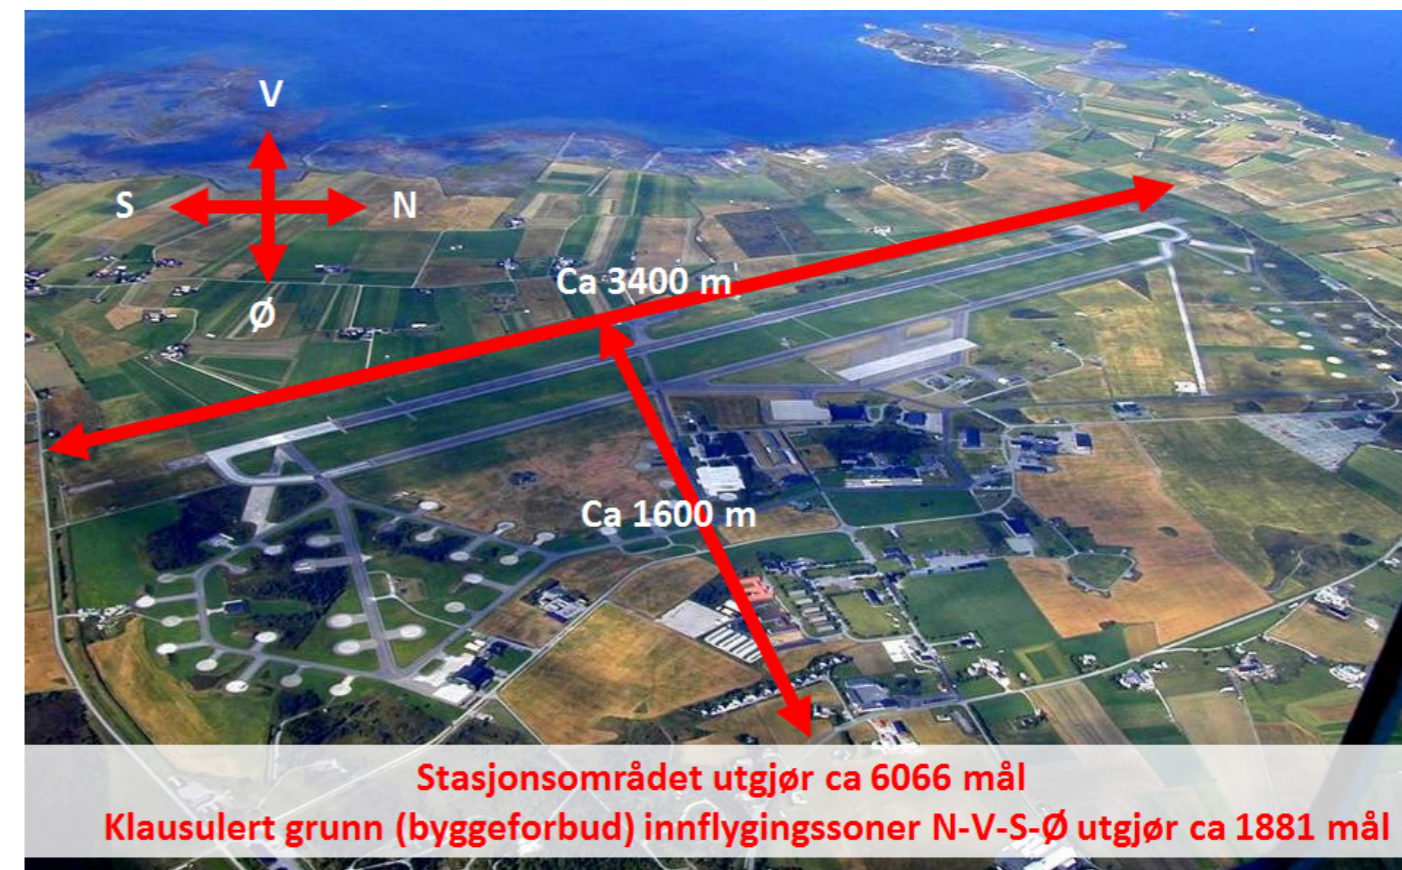 V
S
N
Ø
Ca 3400 m
Ca 1600 m
Stasjonsområdet utgjør ca 6066 mål
Klausulert grunn (byggeforbud) innflygingssoner N-V-S-Ø utgjør ca 1881 mål